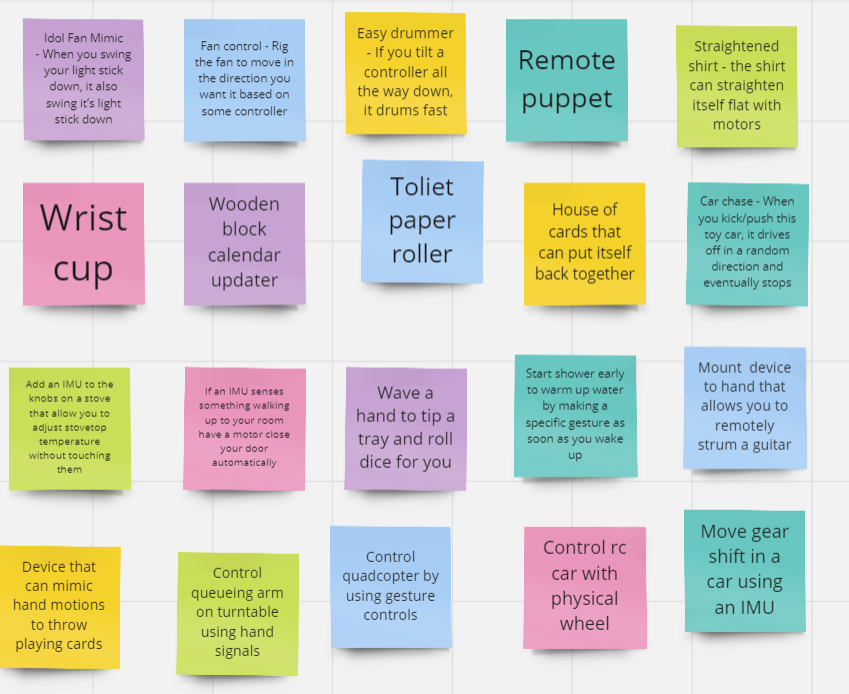 Idol Fan Mimic
- When you swing
your light stick
down, it also
swing it's light
stick down
Fan control - Rig
the fan to move in
the direction you
want it based on
some controller
Easy drummer
- If you tilt a
controller all
the way down,
it drums fast
Remote
puppet
Straightened
shirt - the shirt
can straighten
itself flat with
motors
Wrist
cup
Wooden
block
calendar
updater
Toliet
paper
roller
House of
cards that
can put itself
back together
Car chase - When
you kick/push this
toy car, it drives
off in a random
direction and
eventually stops
Add an IMU to the
knobs on a stove
that allow you to
adjust stovetop
temperature
without touching
them
If an IMU senses
something walking
up to your room
have a motor close
your door
automatically
Wave a
hand to tip a
tray and roll
dice for you
Start shower early
to warm up water
by making a
specific gesture as
soon as you wake
up
Mount device
to hand that
allows you to
remotely
strum a guitar
Device that
can mimic
hand motions
to throw
playing cards
Control
queueing arm
on turntable
using hand
signals
Control
quadcopter by
using gesture
controls
Control rc
car with
physical
wheel
Move gear
shift in a
car using
an IMU